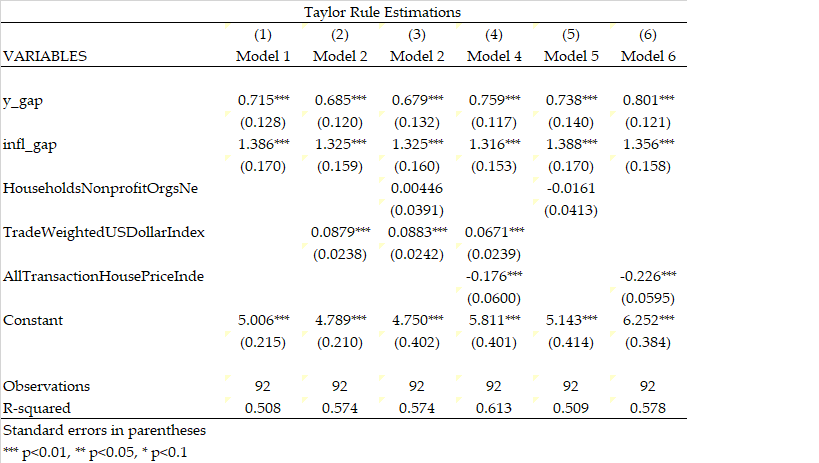 Taylor Rule Estimations
(1) (2) (3) (4) (5) (6)
VARIABLES Model 1 Model 2 Model 2 Model 4 Model 5 Model 6
y_gap 0.715*** 0.685*** 0.679*** 0.759*** 0.738*** 0.801***
(0.128) (0.120) (0.132) (0.117) (0.140) (0.121)
infl_gap 1.386*** 1.325*** 1.325*** 1.316*** 1.388*** 1.356***
(0.170) (0.159) (0.160) (0.153) (0.170) (0.158)
HouseholdsNonprofitOrgsNe 0.00446 -0.0161
(0.0391) (0.0413)
TradeWeightedUSDollarIndex 0.0879*** 0.0883*** 0.0671***
(0.0238) (0.0242) (0.0239)
AllTransactionHousePriceInde -0.176*** -0.226***
(0.0600) (0.0595)
Constant 5.006*** 4.789*** 4.750*** 5.811*** 5.143*** 6.252***
(0.215) (0.210) (0.402) (0.401) (0.414) (0.384)
Observations 92 92 92 92 92 92
R-squared 0.508 0.574 0.574 0.613 0.509 0.578
Standard errors in parentheses
*** p<0.01, ** p<0.05, * p<0.1